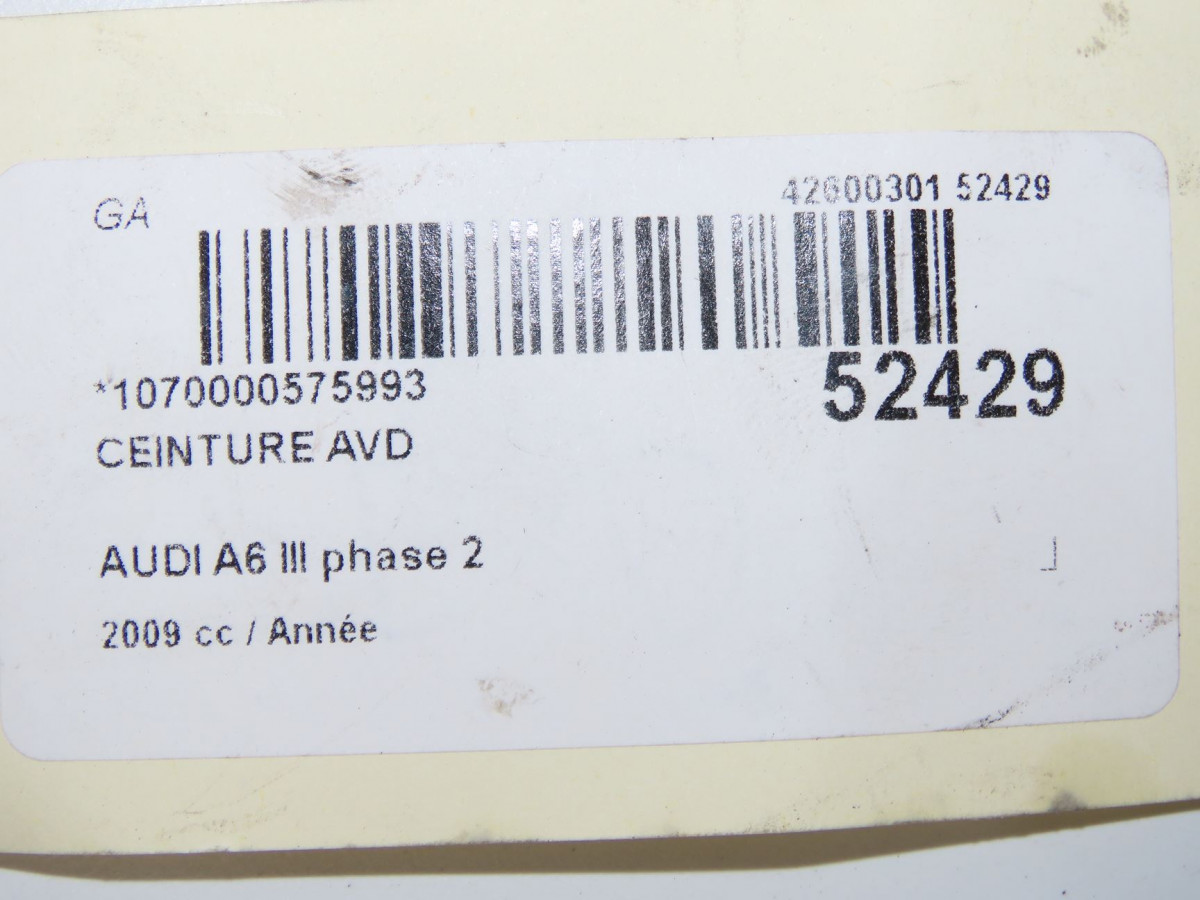 GA
42600301 52429
*1070000575993
52429
CEINTURE AVD
AUDI A6 III phase 2
2009 cc / Année